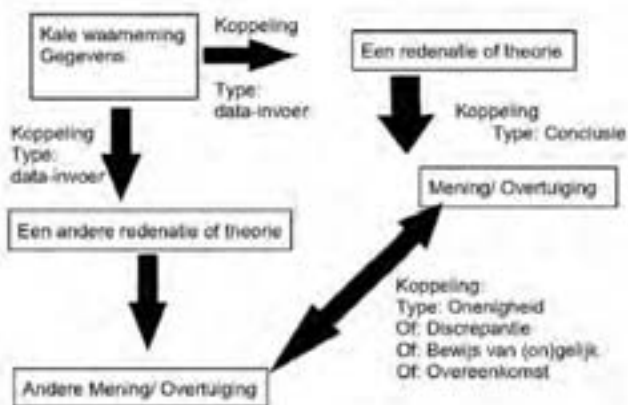 Kale waarneming
Gegevens
Koppeling
Type:
data-invoer
Een redenatie of theorie
Koppeling
Type: Conclusie
Mening/ Overtuiging
Koppeling
Type:
data-invoer
Een andere redenatie of theorie
Koppeling:
Type: Onenigheid
Of: Discrepantie
Of: Bewijs van (on)gelijk
Of: Overeenkomst
Andere Mening/ Overtuiging